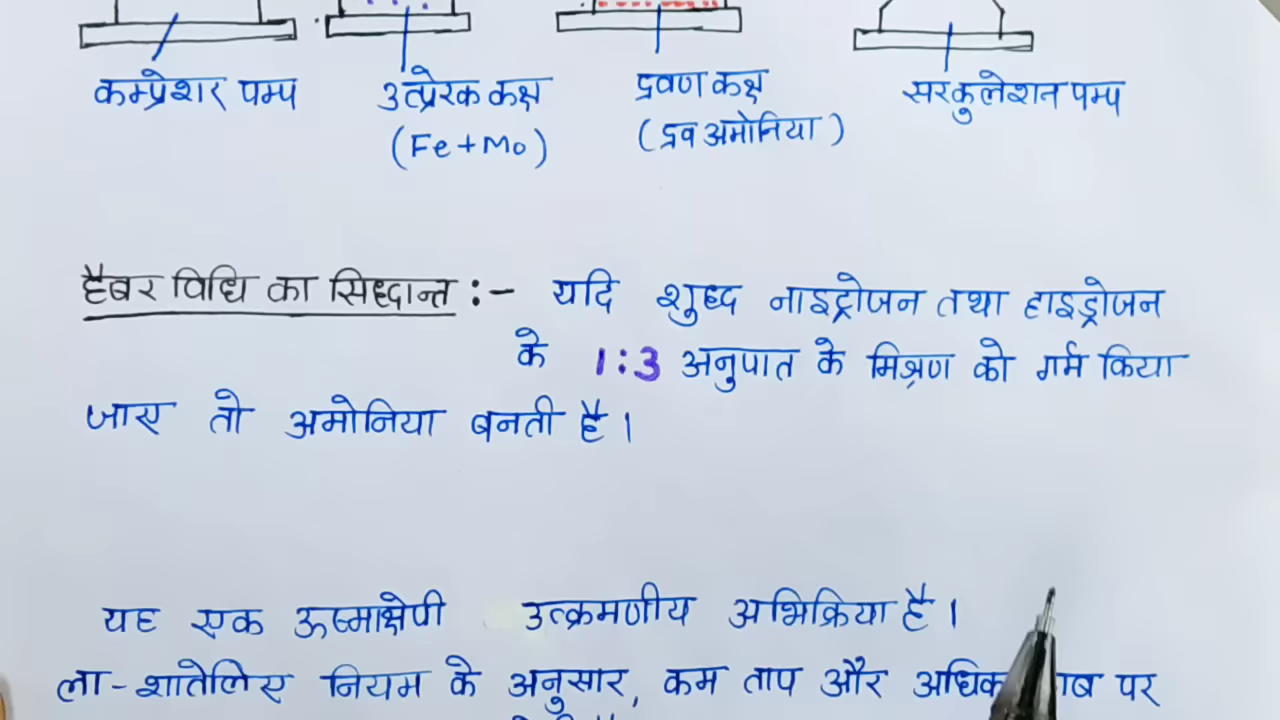 कम्प्रेशर पम्प
उत्प्रेरक कक्ष
(Fe+Mo)
द्रवण कक्ष
(द्रव अमोनिया)
सरकुलेशन पम्प
हैबर विधि का सिद्धान्त :- यदि शुद्ध नाइट्रोजन तथा हाइड्रोजन
के 1:3 अनुपात के मिश्रण को गर्म किया
जाए तो अमोनिया बनती है।
यह एक ऊष्माक्षेपी उत्क्रमणीय अभिक्रिया है।
ला-शातेलिए नियम के अनुसार, कम ताप और अधिक पर